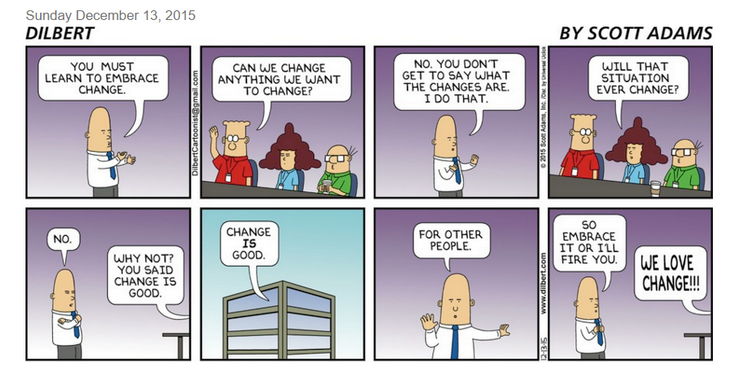 Sunday December 13, 2015
DILBERT
BY SCOTT ADAMS
YOU MUST
LEARN TO EMBRACE
CHANGE.
DilbertCartoonist@gmail.com
CAN WE CHANGE
ANYTHING WE WANT
TO CHANGE?
NO. YOU DON'T
GET TO SAY WHAT
THE CHANGES ARE.
I DO THAT.
© 2015 Scott Adams, Inc. /Dist. by Universal Uclick
WILL THAT
SITUATION
EVER CHANGE?
NO.
WHY NOT?
YOU SAID
CHANGE IS
GOOD.
CHANGE
IS
GOOD.
FOR OTHER
PEOPLE.
www.dilbert.com
12-13-15
SO
EMBRACE
IT OR I'LL
FIRE YOU.
WE LOVE
CHANGE!!!